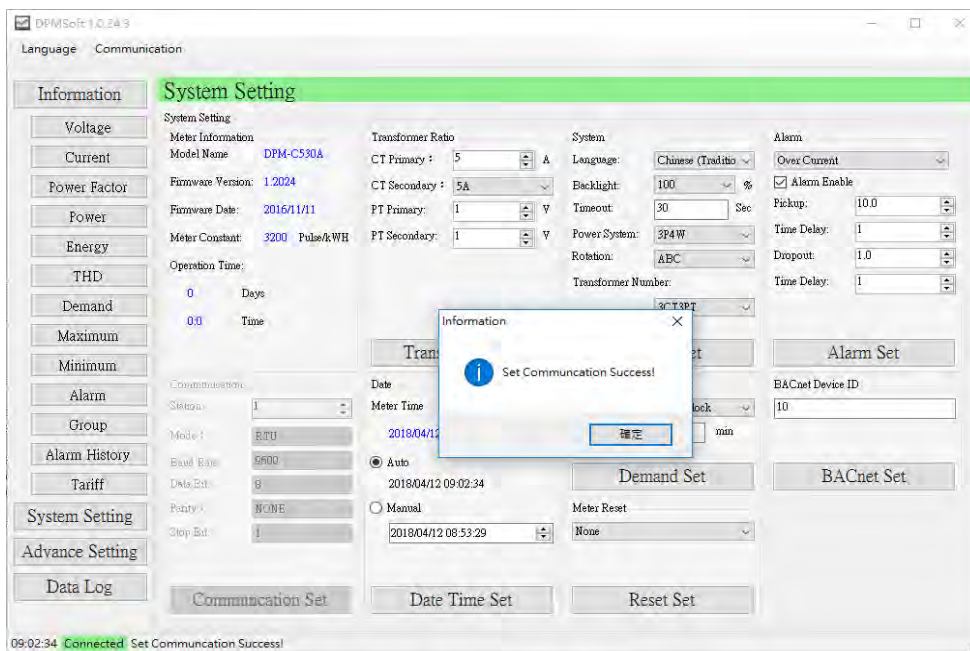 DPMSoft 1.0.24.3
Language Communication
Information
Voltage
Current
Power Factor
Power
Energy
THD
Demand
Maximum
Minimum
Alarm
Group
Alarm History
Tariff
System Setting
Advance Setting
Data Log
System Setting
System Setting
Meter Information
Model Name DPM-C530A
Firmware Version: 1.2024
Firmware Date: 2016/11/11
Meter Constant: 3200 Pulse/kWH
Operation Time:
0 Days
0:0 Time
Transformer Ratio
CT Primary : 5 A
CT Secondary : 5A
PT Primary: 1 V
PT Secondary: 1 V
System
Language: Chinese (Traditio
Backlight: 100 %
Timeout: 30 Sec
Power System: 3P4W
Rotation: ABC
Transformer Number:
3CT3PT
Alarm
Over Current
Alarm Enable
Pickup: 10.0
Time Delay: 1
Dropout: 1.0
Time Delay: 1
Alarm Set
Information
Set Communcation Success!
確定
Communication
Station: 1
Mode : RTU
Baud Rate: 9600
Data Bit: 8
Parity : NONE
Stop Bit: 1
Communcation Set
Date
Meter Time
2018/04/12
Auto
2018/04/12 09:02:34
Manual
2018/04/12 08:53:29
Date Time Set
min
Demand Set
Meter Reset
None
Reset Set
BACnet Device ID
10
BACnet Set
09:02:34 Connected Set Communcation Success!